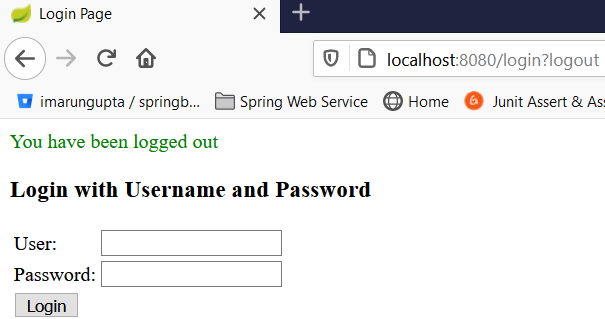 Login Page
localhost:8080/login?logout
imarungupta / springb...
Spring Web Service
Home
Junit Assert & Ass
You have been logged out
Login with Username and Password
User:
Password:
Login